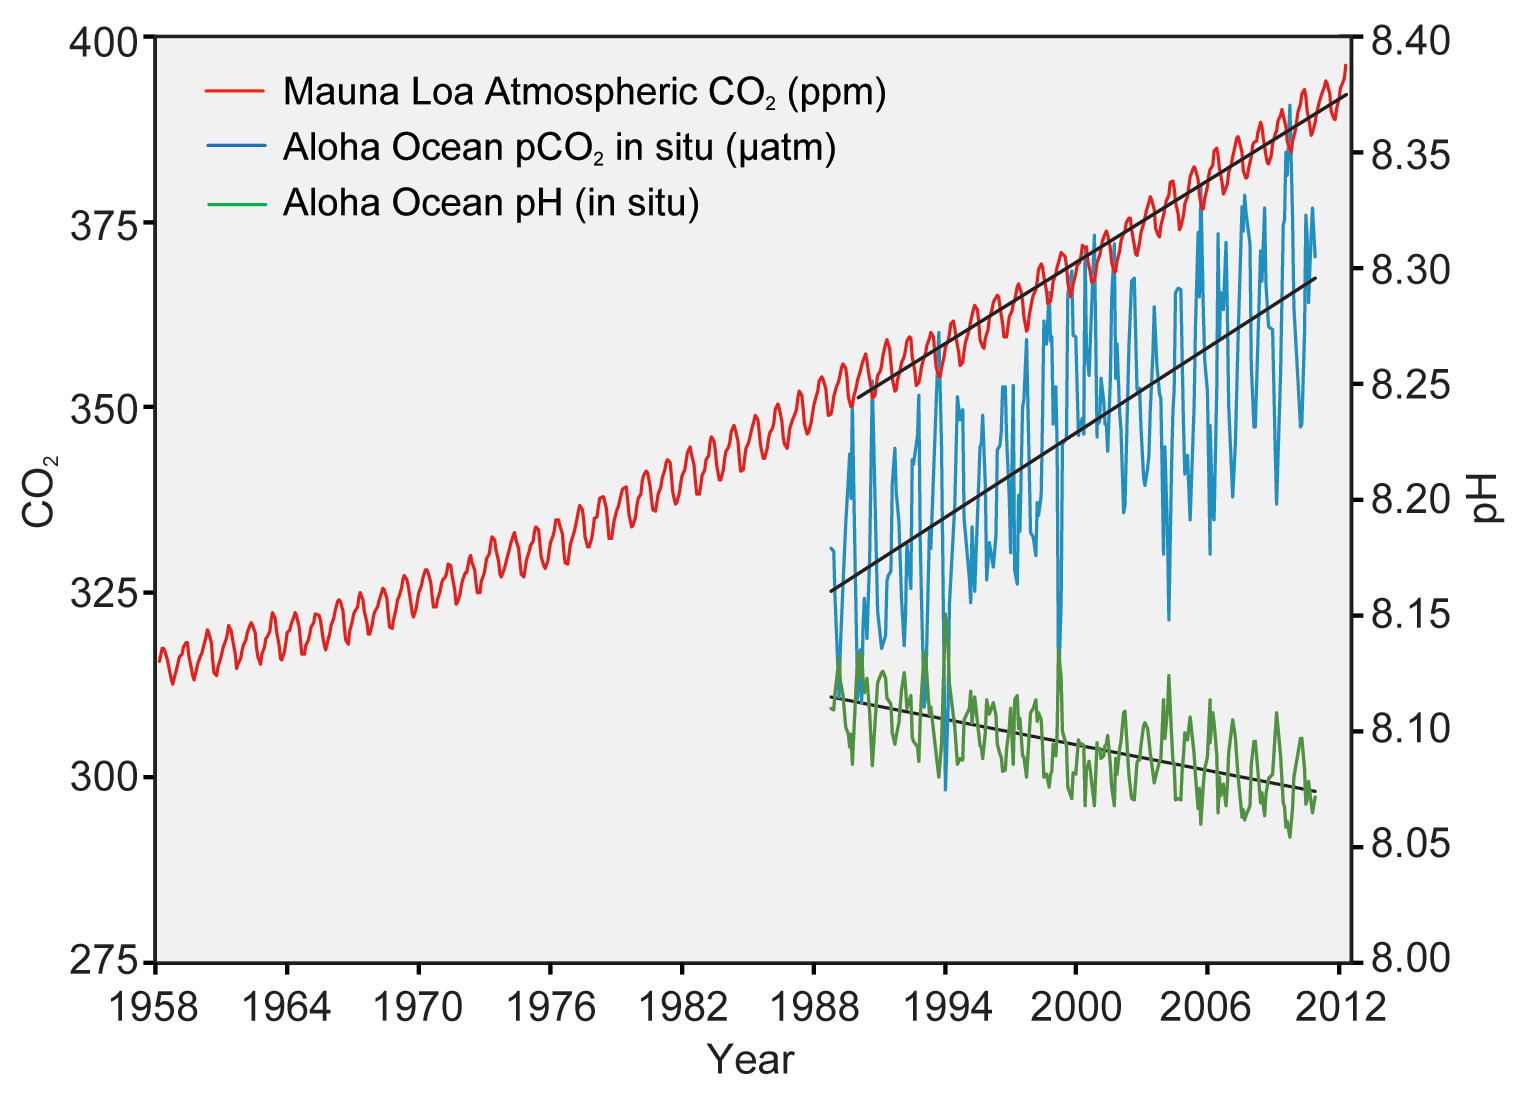 Mauna Loa Atmospheric CO₂ (ppm)
Aloha Ocean pCO₂ in situ (µatm)
Aloha Ocean pH (in situ)
400
375
350
325
300
275
CO₂
8.40
8.35
8.30
8.25
8.20
8.15
8.10
8.05
8.00
pH
1958 1964 1970 1976 1982 1988 1994 2000 2006 2012
Year